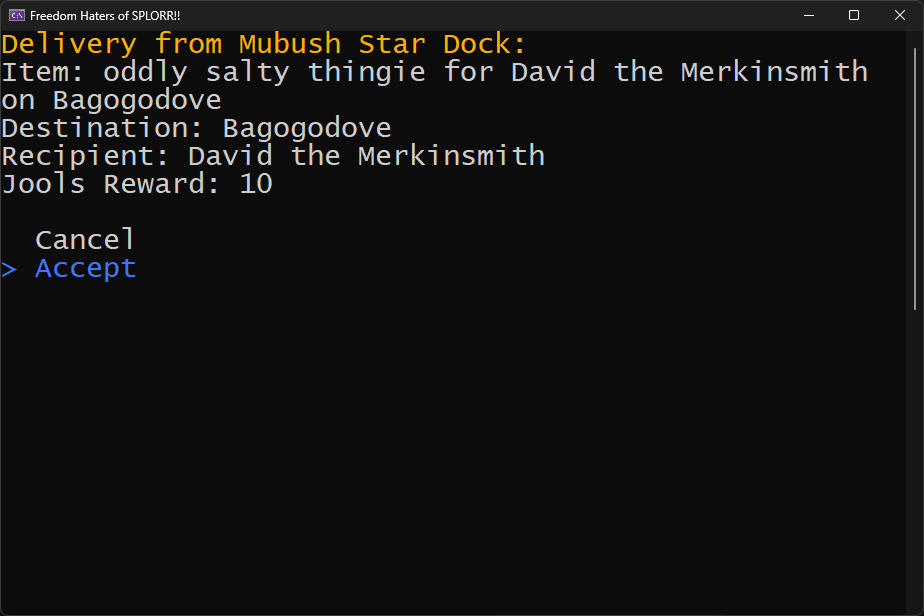 Freedom Haters of SPLORR!!
Delivery from Mubush Star Dock:
Item: oddly salty thingie for David the Merkinsmith
on Bagogodove
Destination: Bagogodove
Recipient: David the Merkinsmith
Jools Reward: 10
Cancel
> Accept